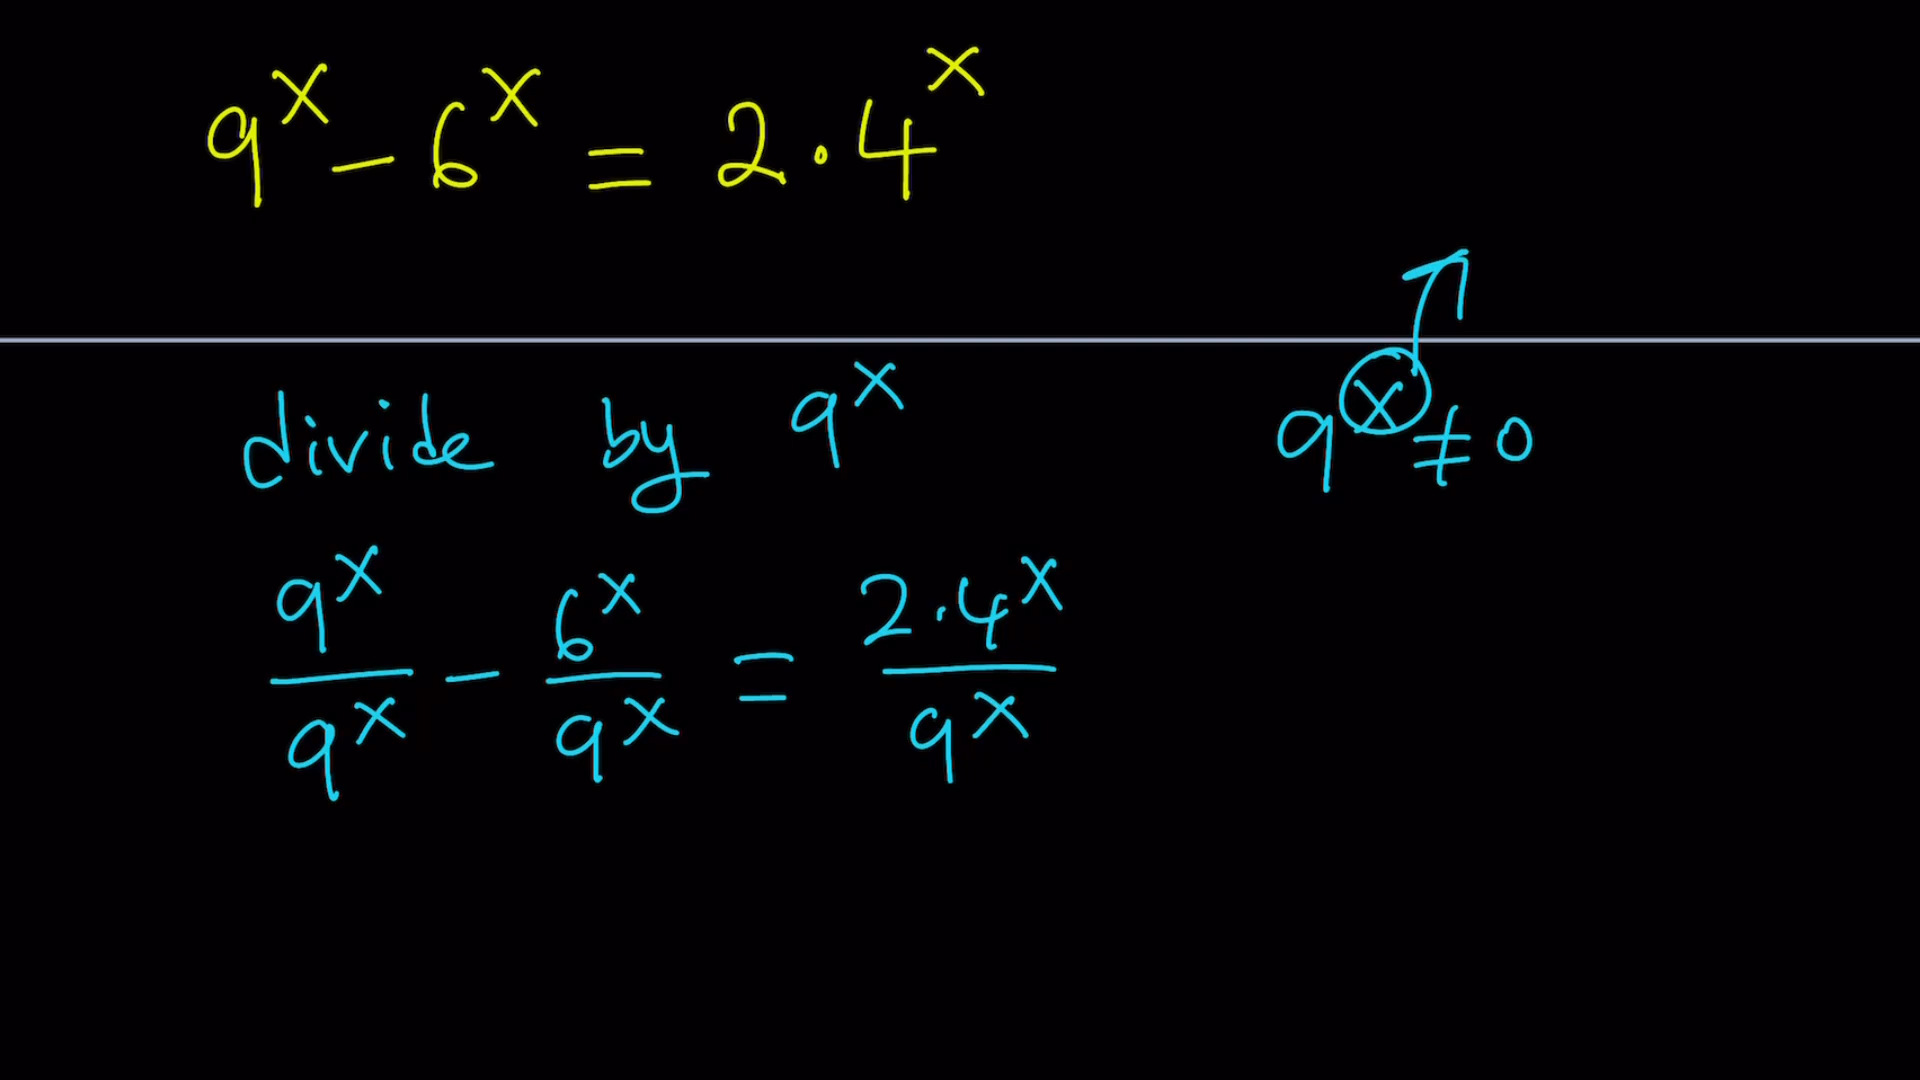 9^x − 6^x = 2·4^x
divide by 9^x
9^x ≠ 0
9^x/9^x − 6^x/9^x = 2·4^x/9^x